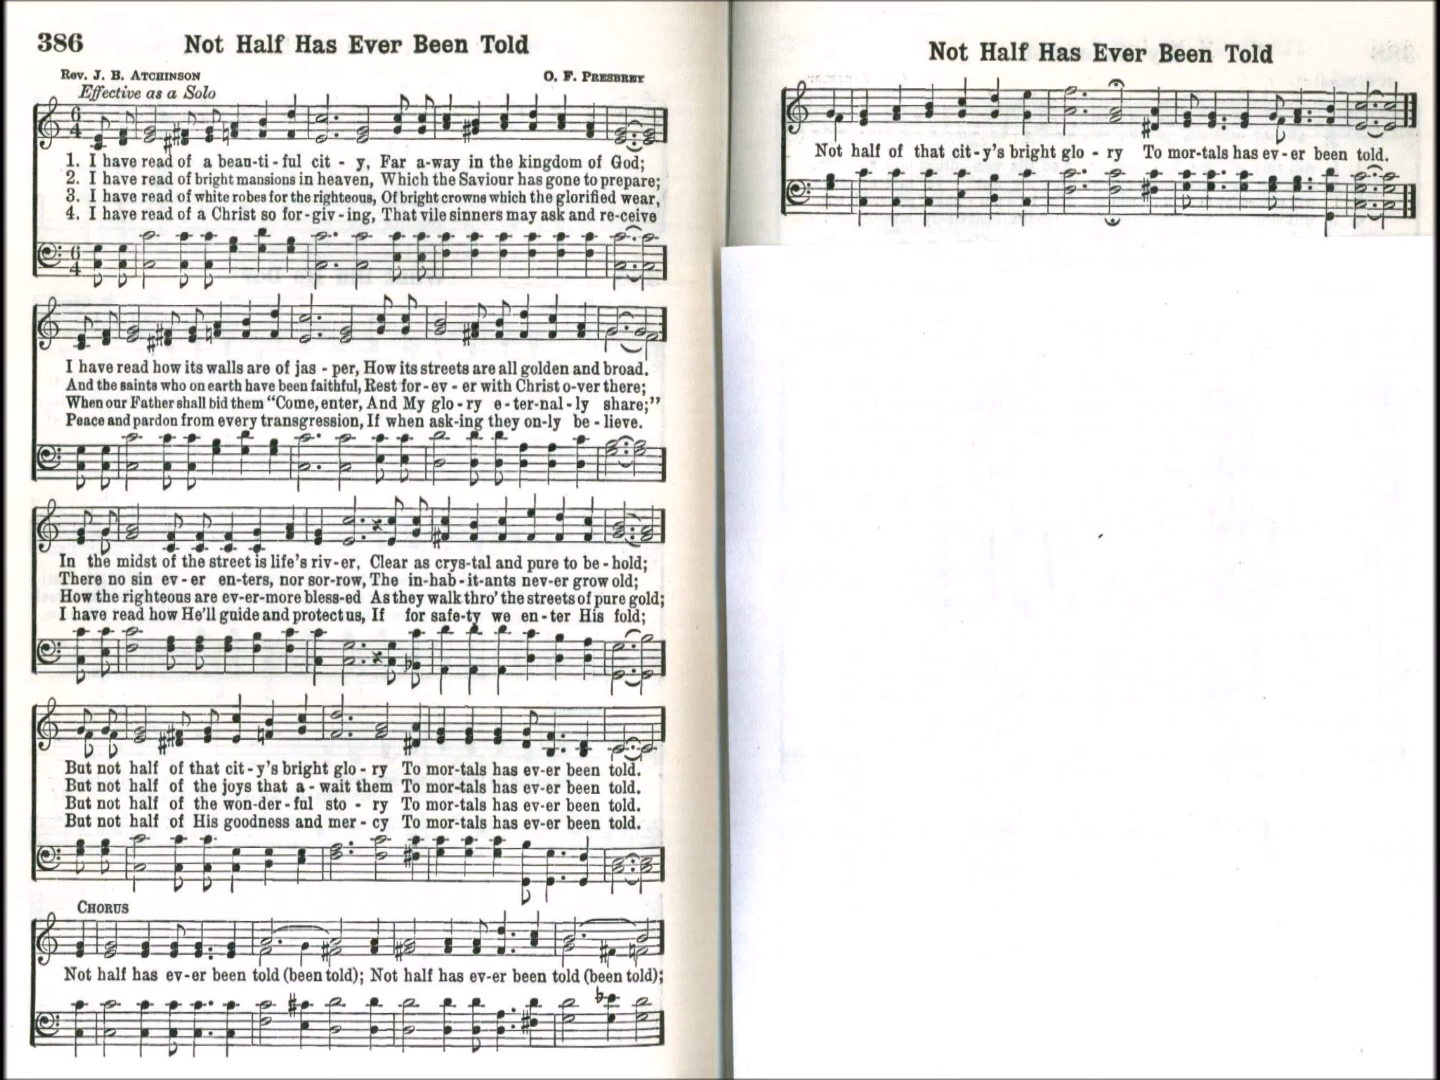 386 Not Half Has Ever Been Told
Rev. J. B. Atchinson O. F. Presbrey
Effective as a Solo
1. I have read of a beau-ti-ful cit-y, Far a-way in the kingdom of God;
2. I have read of bright mansions in heaven, Which the Saviour has gone to prepare;
3. I have read of white robes for the righteous, Of bright crowns which the glorified wear,
4. I have read of a Christ so for-giv-ing, That vile sinners may ask and re-ceive
I have read how its walls are of jas-per, How its streets are all golden and broad.
And the saints who on earth have been faithful, Rest for-ev-er with Christ o-ver there;
When our Father shall bid them "Come, enter, And My glo-ry e-ter-nal-ly share;"
Peace and pardon from every transgression, If when ask-ing they on-ly be-lieve.
In the midst of the street is life's riv-er, Clear as crys-tal and pure to be-hold;
There no sin ev-er en-ters, nor sor-row, The in-hab-it-ants nev-er grow old;
How the righteous are ev-er-more bless-ed As they walk thro' the streets of pure gold;
I have read how He'll guide and protect us, If for safe-ty we en-ter His fold;
But not half of that cit-y's bright glo-ry To mor-tals has ev-er been told.
But not half of the joys that a-wait them To mor-tals has ev-er been told.
But not half of the won-der-ful sto-ry To mor-tals has ev-er been told.
But not half of His goodness and mer-cy To mor-tals has ev-er been told.
Chorus
Not half has ev-er been told (been told); Not half has ev-er been told (been told);
Not Half Has Ever Been Told
Not half of that cit-y's bright glo-ry To mor-tals has ev-er been told.